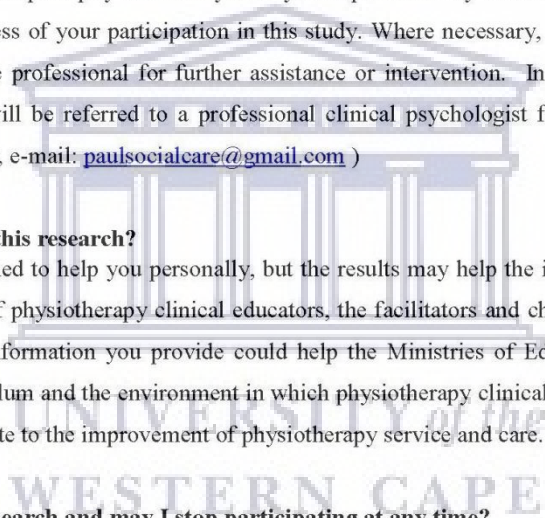 ess of your participation in this study. Where necessary,
professional for further assistance or intervention. In
will be referred to a professional clinical psychologist f
, e-mail: paulsocialcare@gmail.com )
this research?
ed to help you personally, but the results may help the i
f physiotherapy clinical educators, the facilitators and ch
formation you provide could help the Ministries of Ed
lum and the environment in which physiotherapy clinical
te to the improvement of physiotherapy service and care.
UNIVERSITY of the
WESTERN CAPE
earch and may I stop participating at any time?